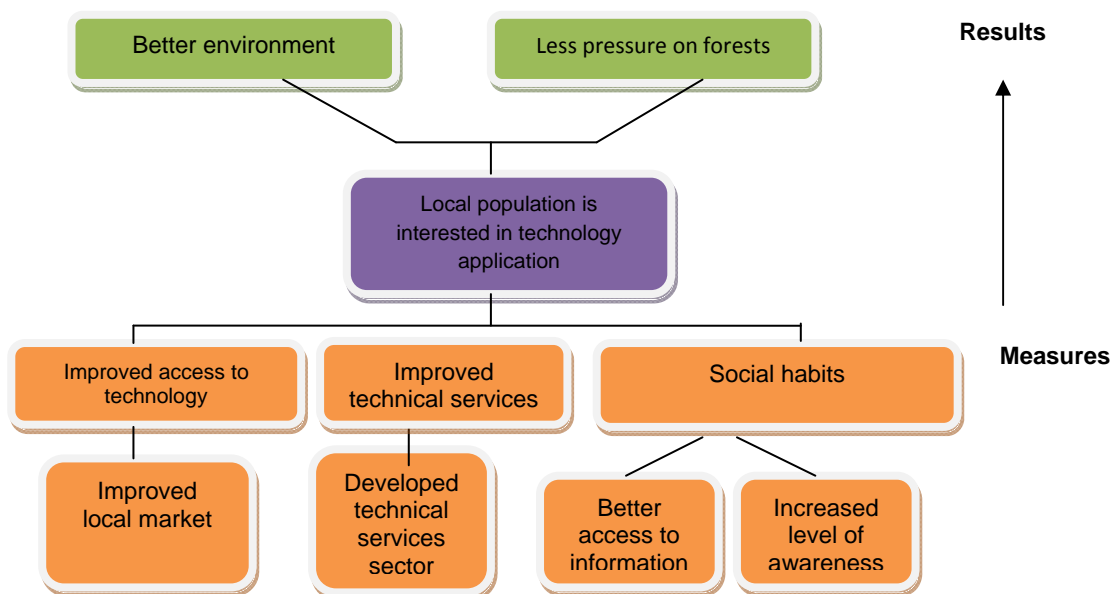 Better environment
Less pressure on forests
Results
Local population is
interested in technology
application
Measures
Improved access to
technology
Improved
technical services
Social habits
Improved
local market
Developed
technical
services
sector
Better
access to
information
Increased
level of
awareness